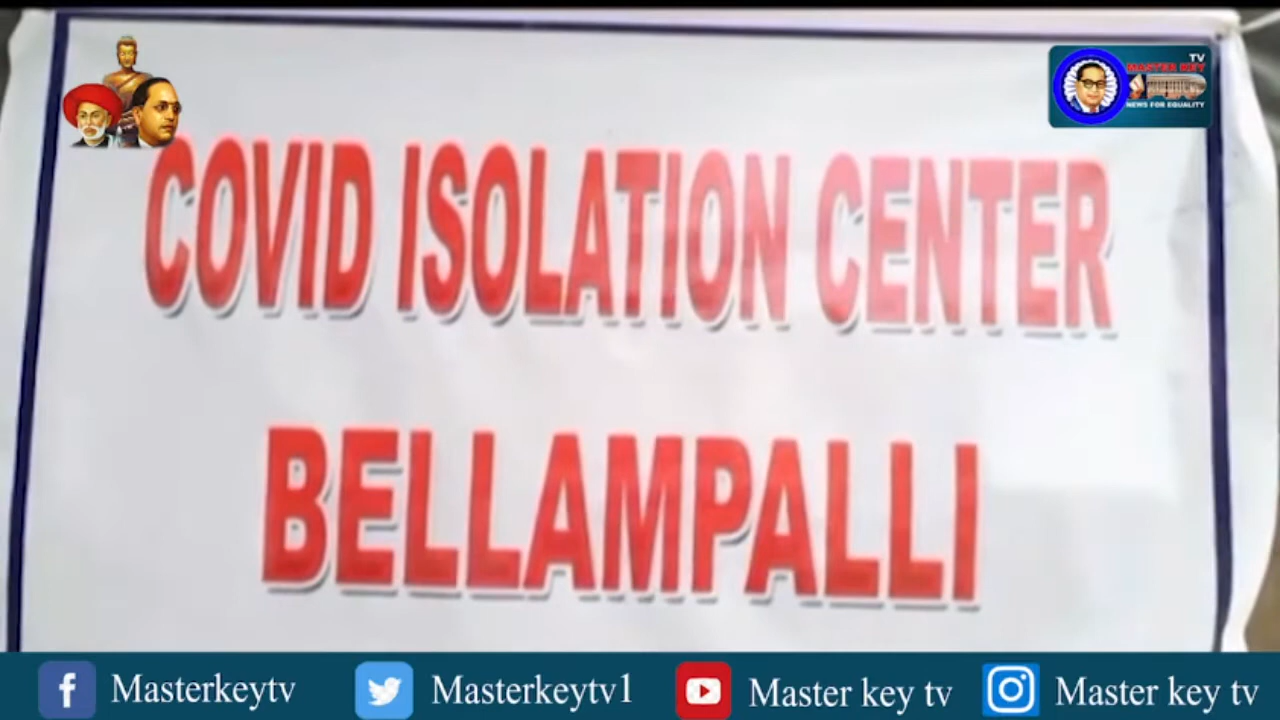 TV
MASTER KEY
NEWS FOR EQUALITY
COVID ISOLATION CENTER
BELLAMPALLI
Masterkeytv
Masterkeytv1
Master key tv
Master key tv